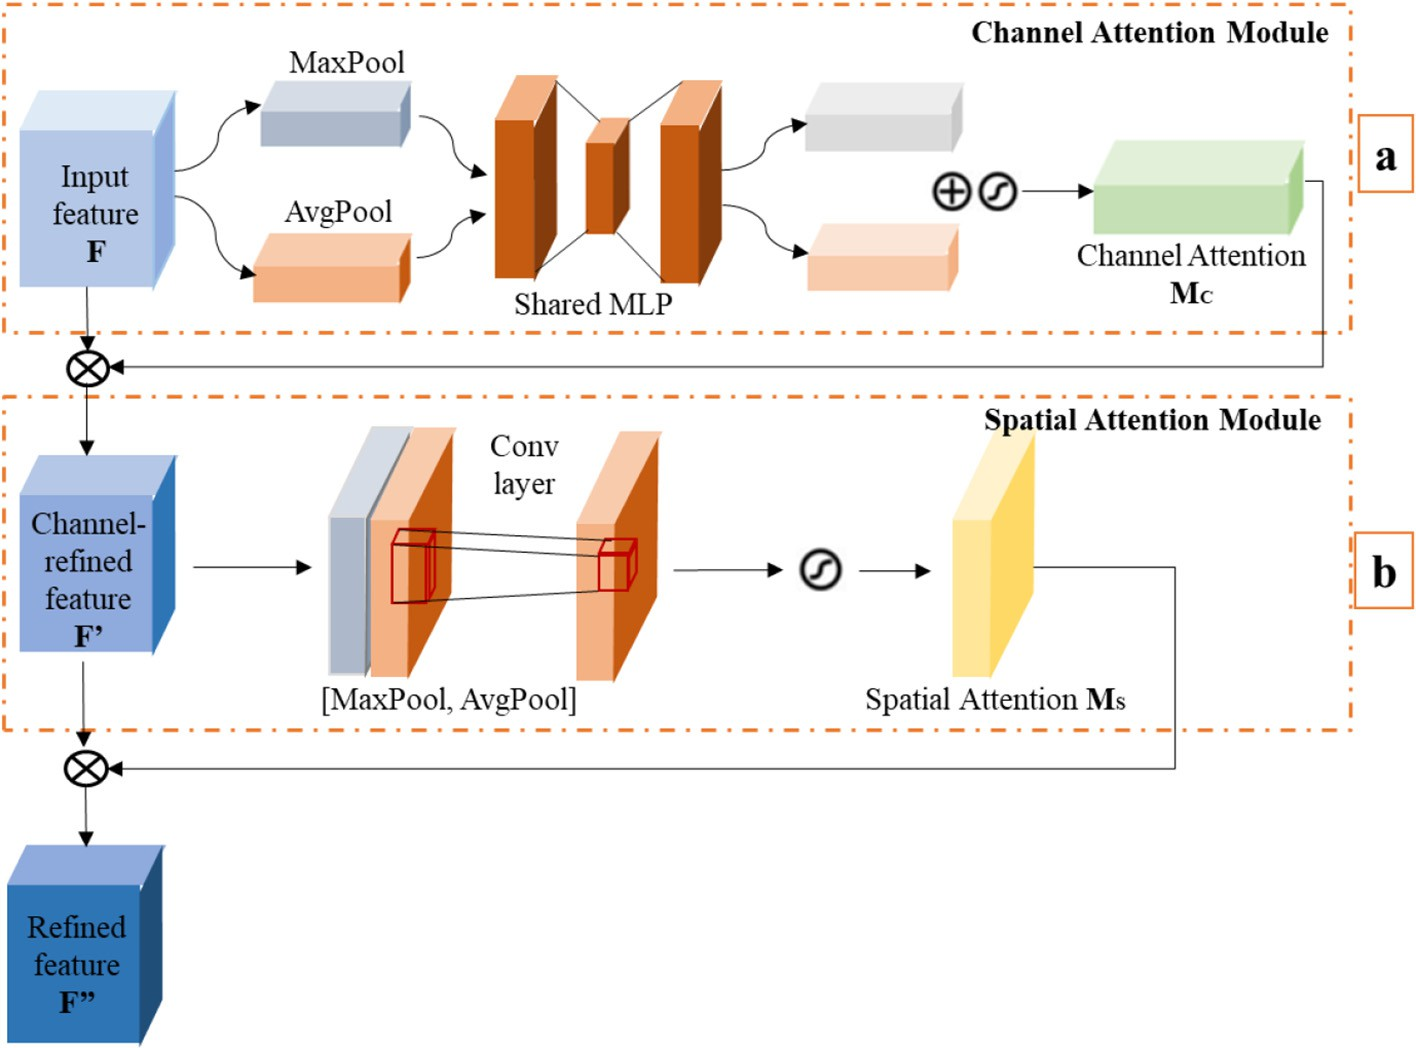 Channel Attention Module
MaxPool
Input
feature
F
AvgPool
Shared MLP
Channel Attention
Mc
a
Spatial Attention Module
Conv
layer
Channel-
refined
feature
F’
[MaxPool, AvgPool]
Spatial Attention Ms
b
Refined
feature
F”